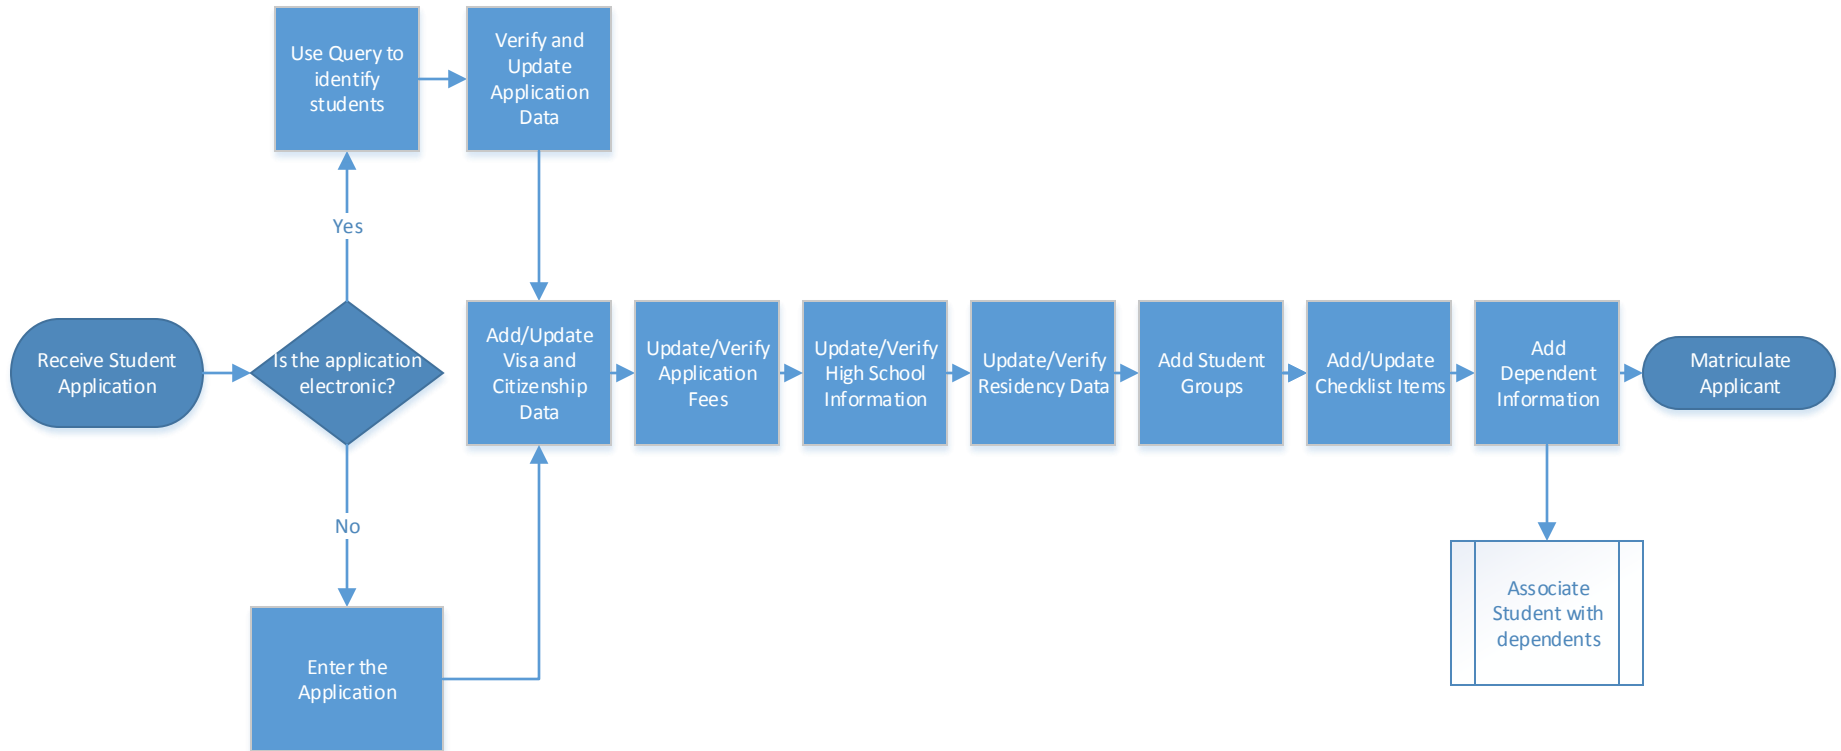 Use Query to
identify
students
Verify and
Update
Application
Data
Yes
Receive Student
Application
Is the application
electronic?
Add/Update
Visa and
Citizenship
Data
Update/Verify
Application
Fees
Update/Verify
High School
Information
Update/Verify
Residency Data
Add Student
Groups
Add/Update
Checklist Items
Add
Dependent
Information
Matriculate
Applicant
No
Enter the
Application
Associate
Student with
dependents